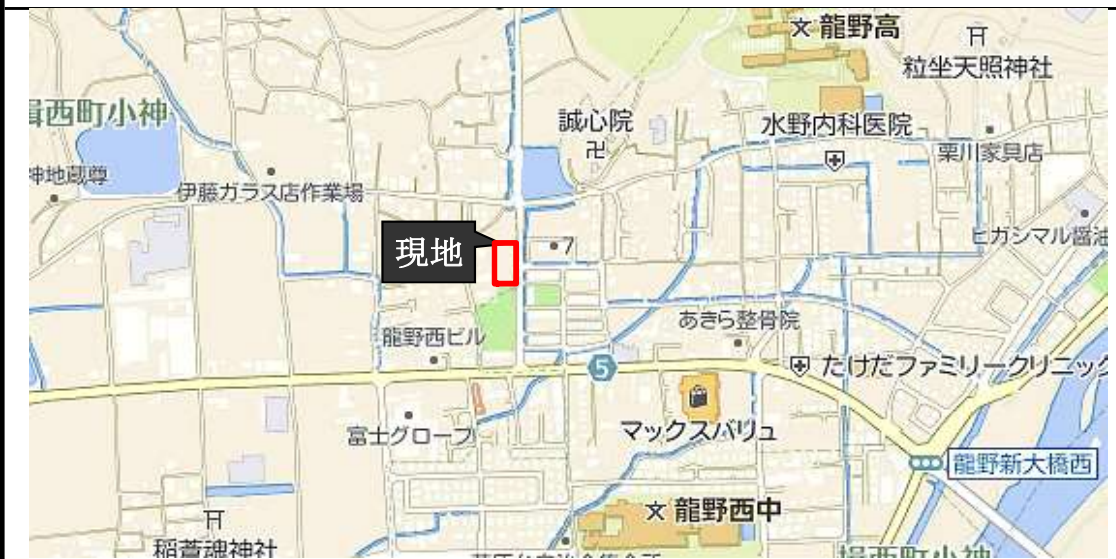 龍野高
粒坐天照神社
揖西町小神
誠心院
水野内科医院
栗川家具店
神地蔵尊
伊藤ガラス店作業場
ヒガシマル醤油
現地
7
あきら整骨院
龍野西ビル
5
たけだファミリークリニック
富士グローブ
マックスバリュ
龍野新大橋西
龍野西中
稲蒼魂神社
揖西町小神